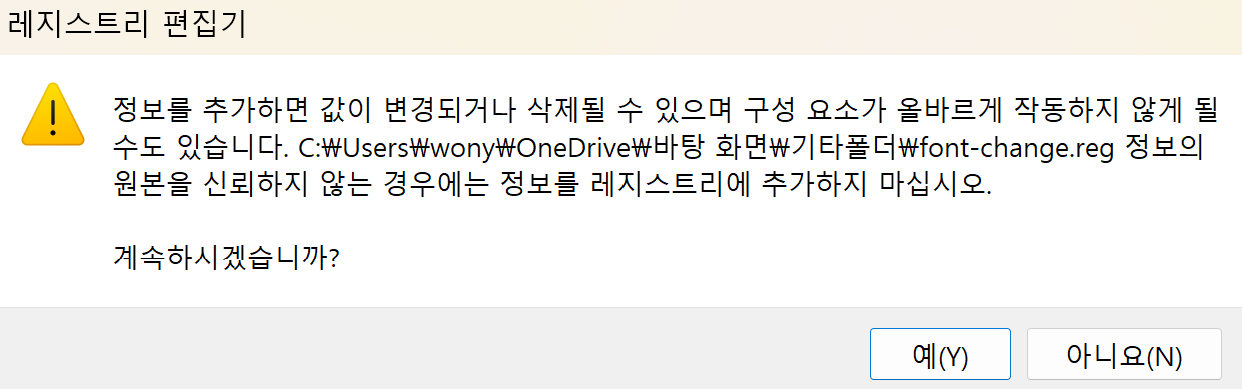 레지스트리 편집기
정보를 추가하면 값이 변경되거나 삭제될 수 있으며 구성 요소가 올바르게 작동하지 않게 될
수도 있습니다. C:₩Users₩wony₩OneDrive₩바탕 화면₩기타폴더₩font-change.reg 정보의
원본을 신뢰하지 않는 경우에는 정보를 레지스트리에 추가하지 마십시오.
계속하시겠습니까?
예(Y)
아니요(N)